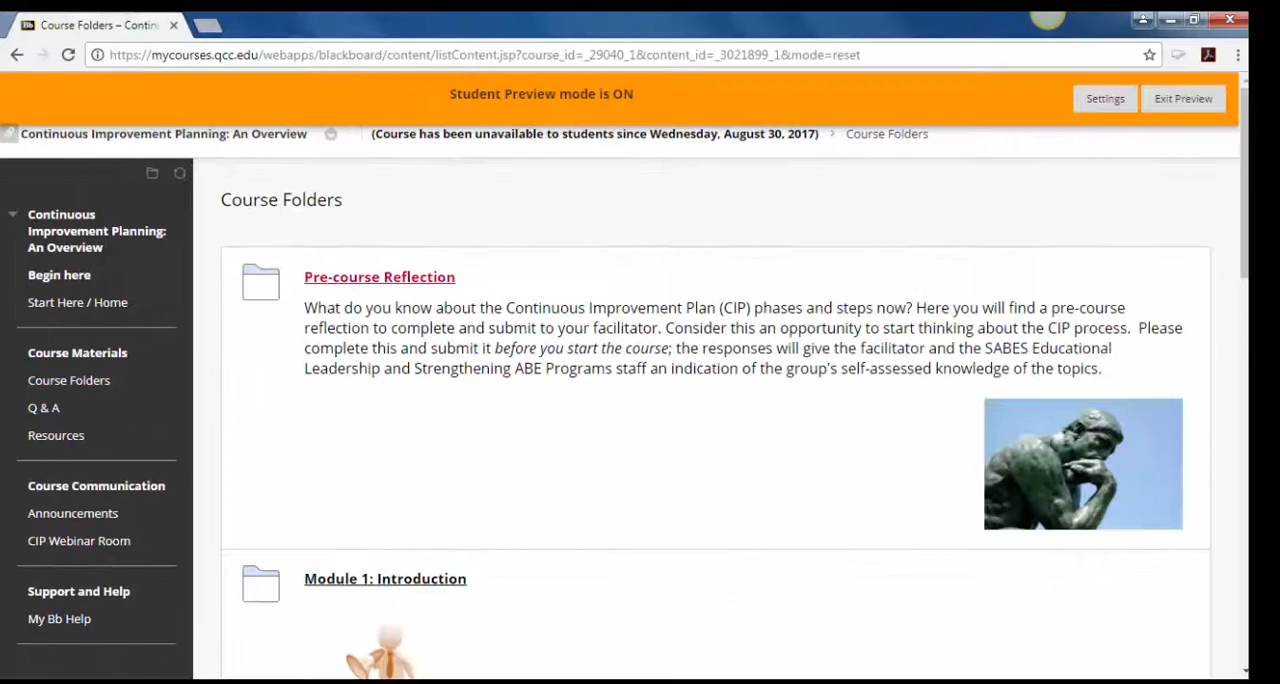 Course Folders – Contin
https://mycourses.qcc.edu/webapps/blackboard/content/listContent.jsp?course_id=_29040_1&content_id=_3021899_1&mode=reset
Student Preview mode is ON
Settings
Exit Preview
Continuous Improvement Planning: An Overview
(Course has been unavailable to students since Wednesday, August 30, 2017)
Course Folders
Continuous
Improvement Planning:
An Overview
Begin here
Start Here / Home
Course Materials
Course Folders
Q & A
Resources
Course Communication
Announcements
CIP Webinar Room
Support and Help
My Bb Help
Course Folders
Pre-course Reflection
What do you know about the Continuous Improvement Plan (CIP) phases and steps now? Here you will find a pre-course
reflection to complete and submit to your facilitator. Consider this an opportunity to start thinking about the CIP process.  Please
complete this and submit it before you start the course; the responses will give the facilitator and the SABES Educational
Leadership and Strengthening ABE Programs staff an indication of the group's self-assessed knowledge of the topics.
Module 1: Introduction